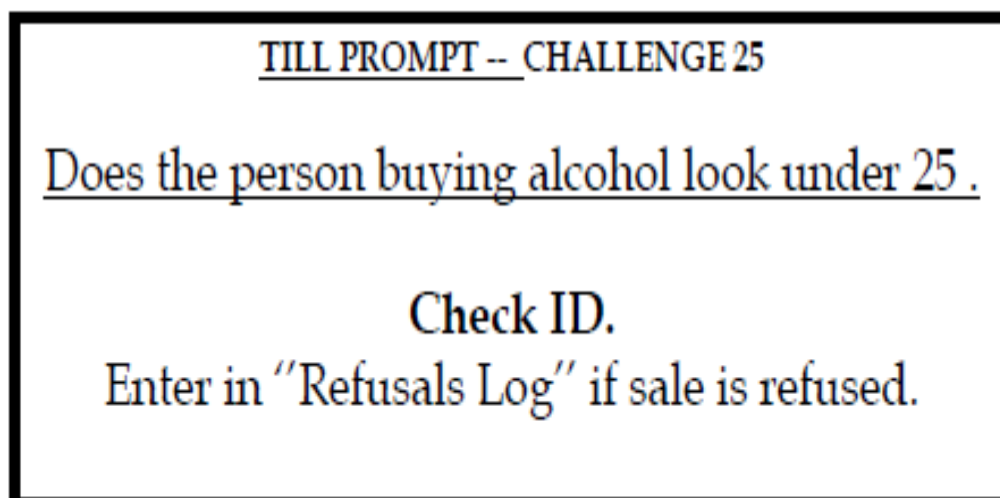 TILL PROMPT -- CHALLENGE 25
Does the person buying alcohol look under 25 .
Check ID.
Enter in ″Refusals Log″ if sale is refused.